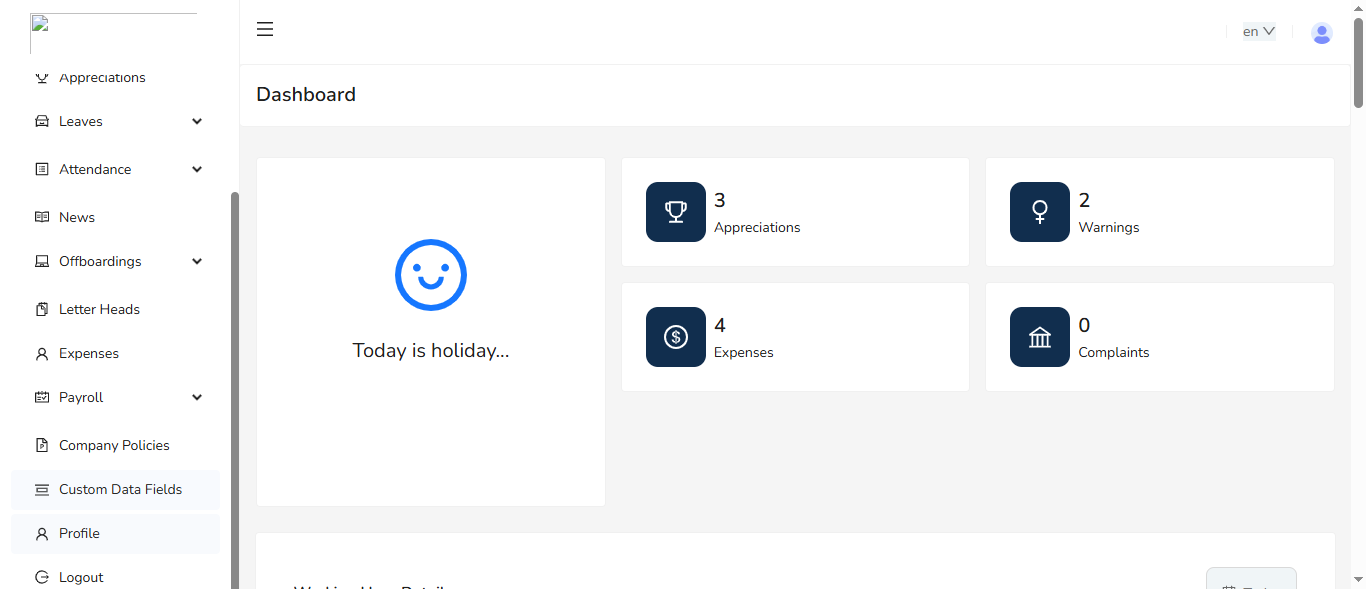 Appreciations
Leaves
Attendance
News
Offboardings
Letter Heads
Expenses
Payroll
Company Policies
Custom Data Fields
Profile
Logout
en
Dashboard
Today is holiday...
3
Appreciations
2
Warnings
4
Expenses
0
Complaints